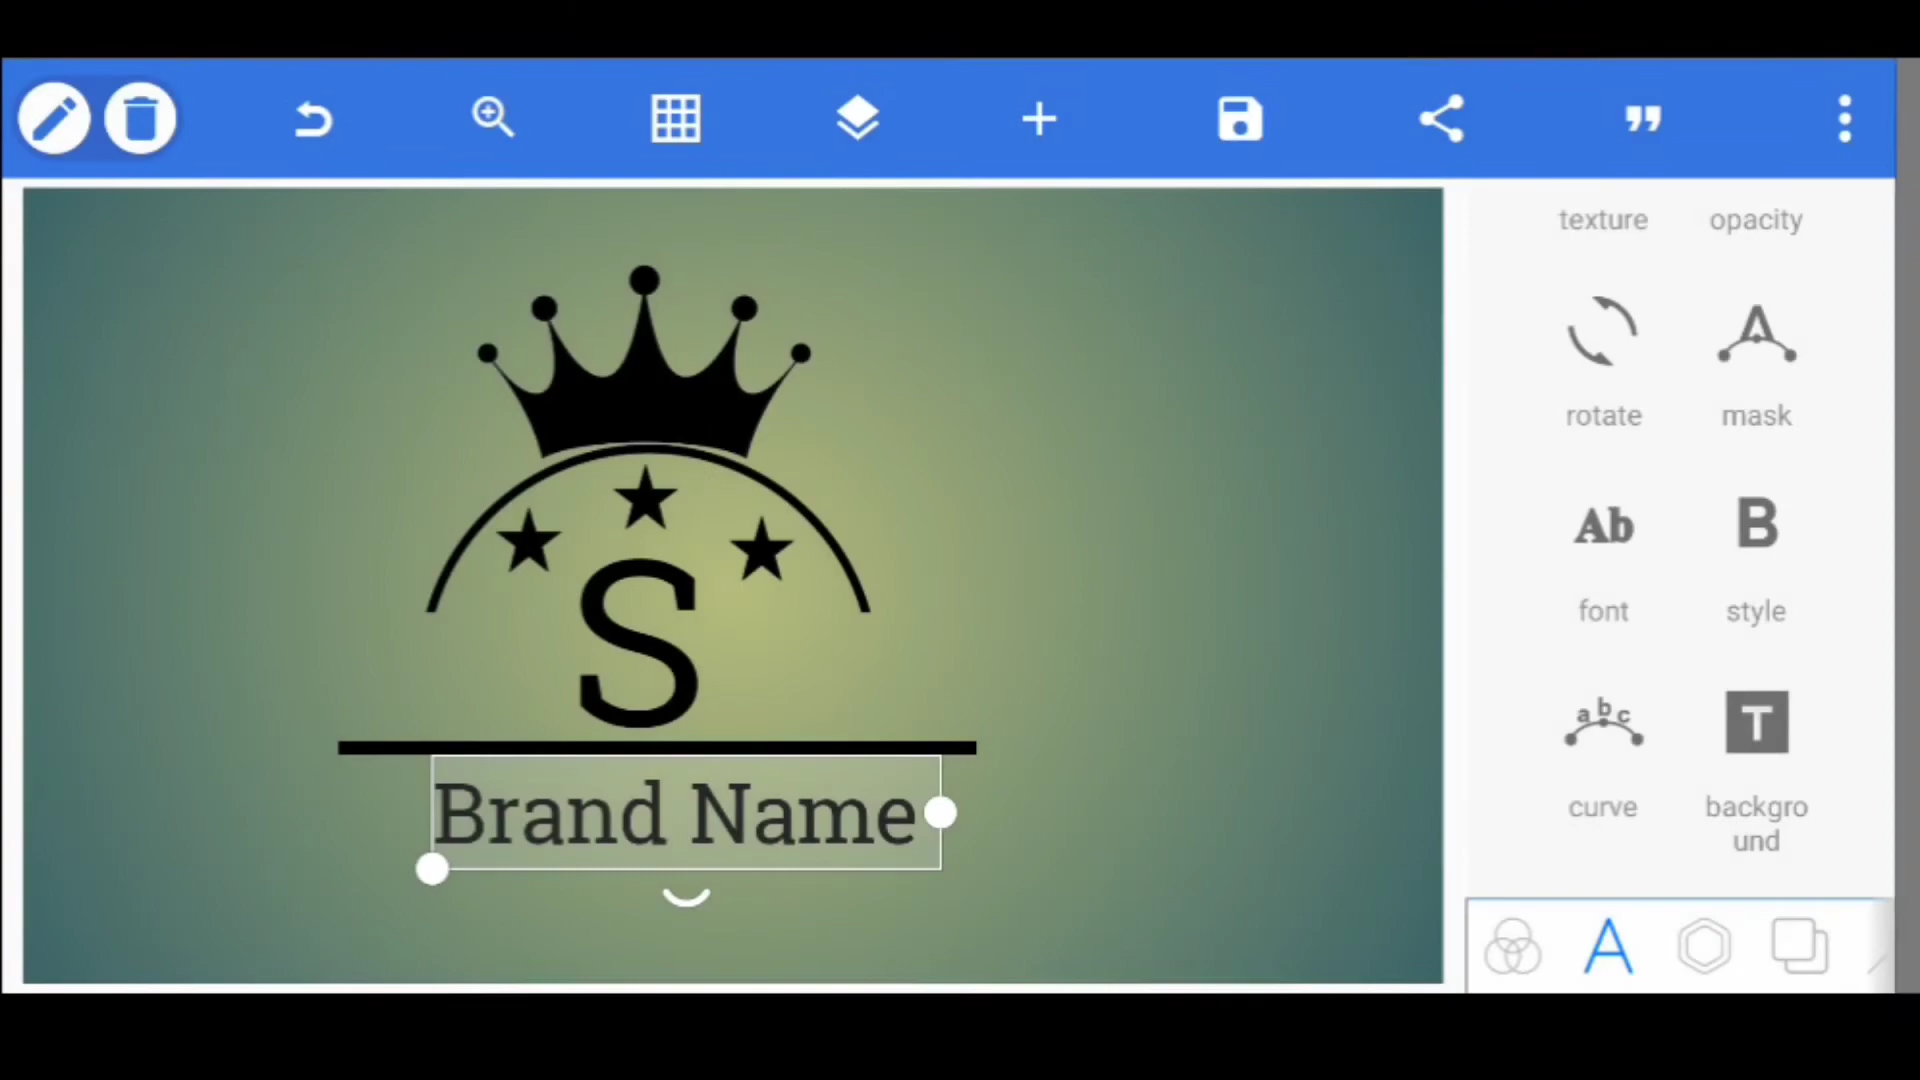 texture opacity
rotate mask
Ab B
font style
abc T
curve backgro
und
S
Brand Name
A